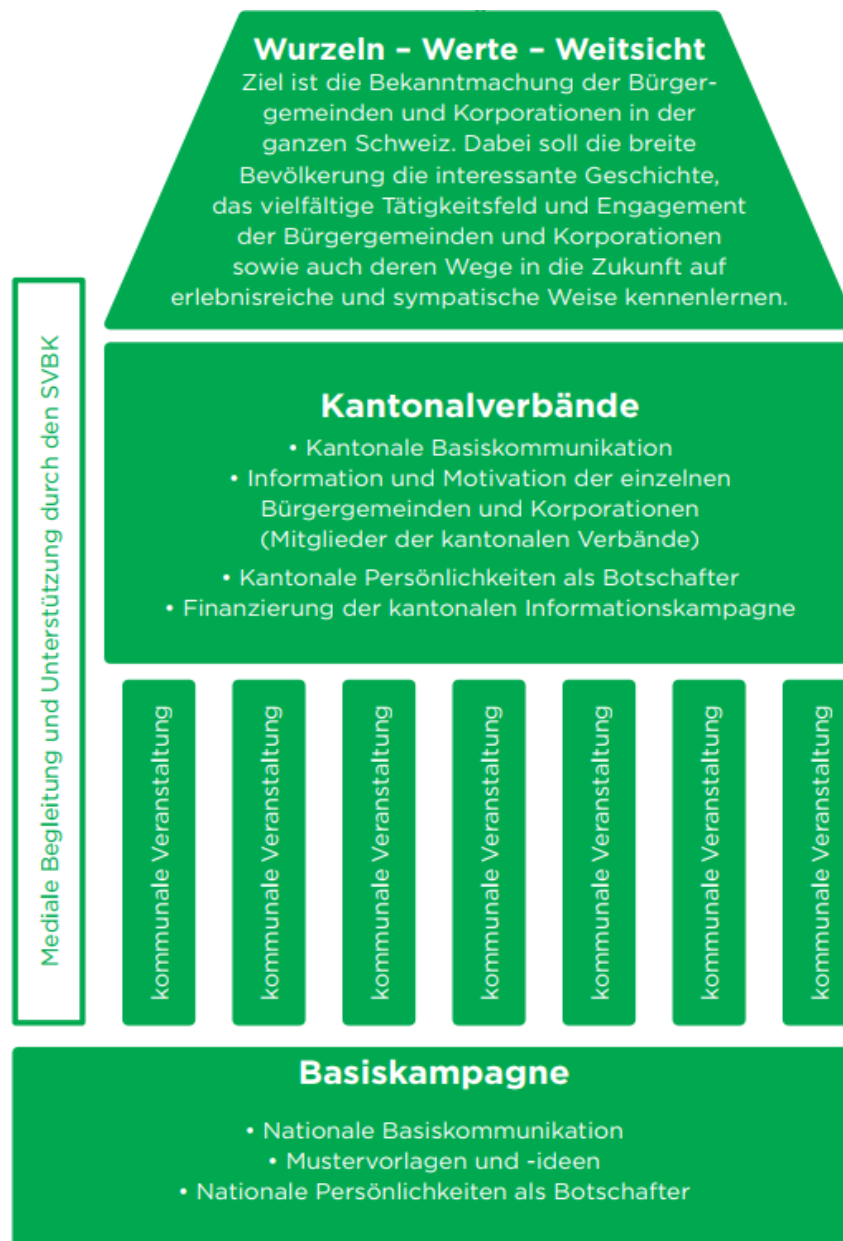 Wurzeln – Werte – Weitsicht
Ziel ist die Bekanntmachung der Bürger-
gemeinden und Korporationen in der
ganzen Schweiz. Dabei soll die breite
Bevölkerung die interessante Geschichte,
das vielfältige Tätigkeitsfeld und Engagement
der Bürgergemeinden und Korporationen
sowie auch deren Wege in die Zukunft auf
erlebnisreiche und sympatische Weise kennenlernen.
Mediale Begleitung und Unterstützung durch den SVBK
Kantonalverbände
• Kantonale Basiskommunikation
• Information und Motivation der einzelnen
Bürgergemeinden und Korporationen
(Mitglieder der kantonalen Verbände)
• Kantonale Persönlichkeiten als Botschafter
• Finanzierung der kantonalen Informationskampagne
kommunale Veranstaltung
kommunale Veranstaltung
kommunale Veranstaltung
kommunale Veranstaltung
kommunale Veranstaltung
kommunale Veranstaltung
kommunale Veranstaltung
Basiskampagne
• Nationale Basiskommunikation
• Mustervorlagen und -ideen
• Nationale Persönlichkeiten als Botschafter